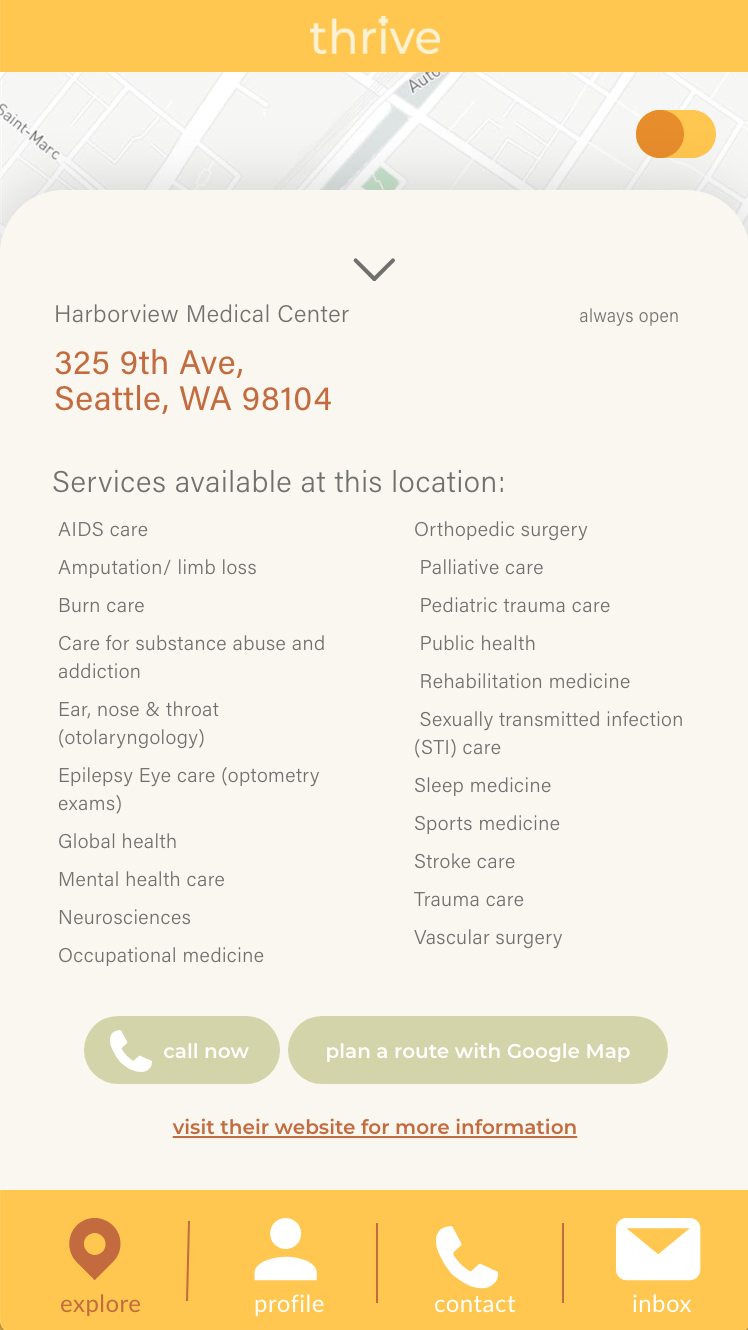 thrive
Auto
Saint-Marc
Harborview Medical Center
always open
325 9th Ave,
Seattle, WA 98104
Services available at this location:
AIDS care
Amputation/ limb loss
Burn care
Care for substance abuse and
addiction
Ear, nose & throat
(otolaryngology)
Epilepsy Eye care (optometry
exams)
Global health
Mental health care
Neurosciences
Occupational medicine
Orthopedic surgery
Palliative care
Pediatric trauma care
Public health
Rehabilitation medicine
Sexually transmitted infection
(STI) care
Sleep medicine
Sports medicine
Stroke care
Trauma care
Vascular surgery
call now
plan a route with Google Map
visit their website for more information
explore
profile
contact
inbox